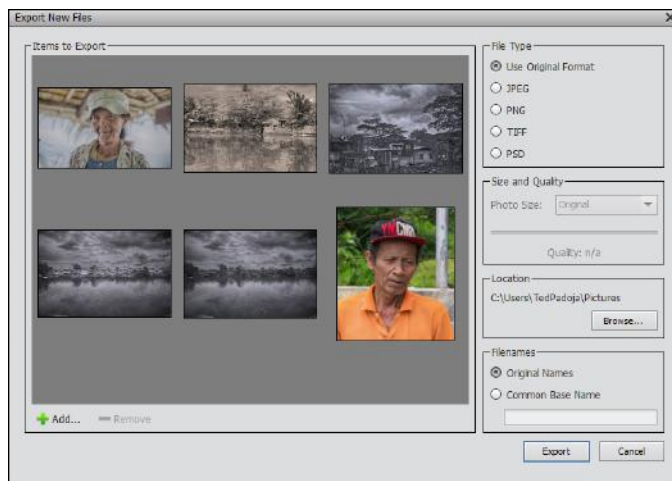 Export New Files
Items to Export
Add...
Remove
File Type
Use Original Format
JPEG
PNG
TIFF
PSD
Size and Quality
Photo Size: Original
Quality: n/a
Location
C:\Users\TedPadoja\Pictures
Browse...
Filenames
Original Names
Common Base Name
Export Cancel